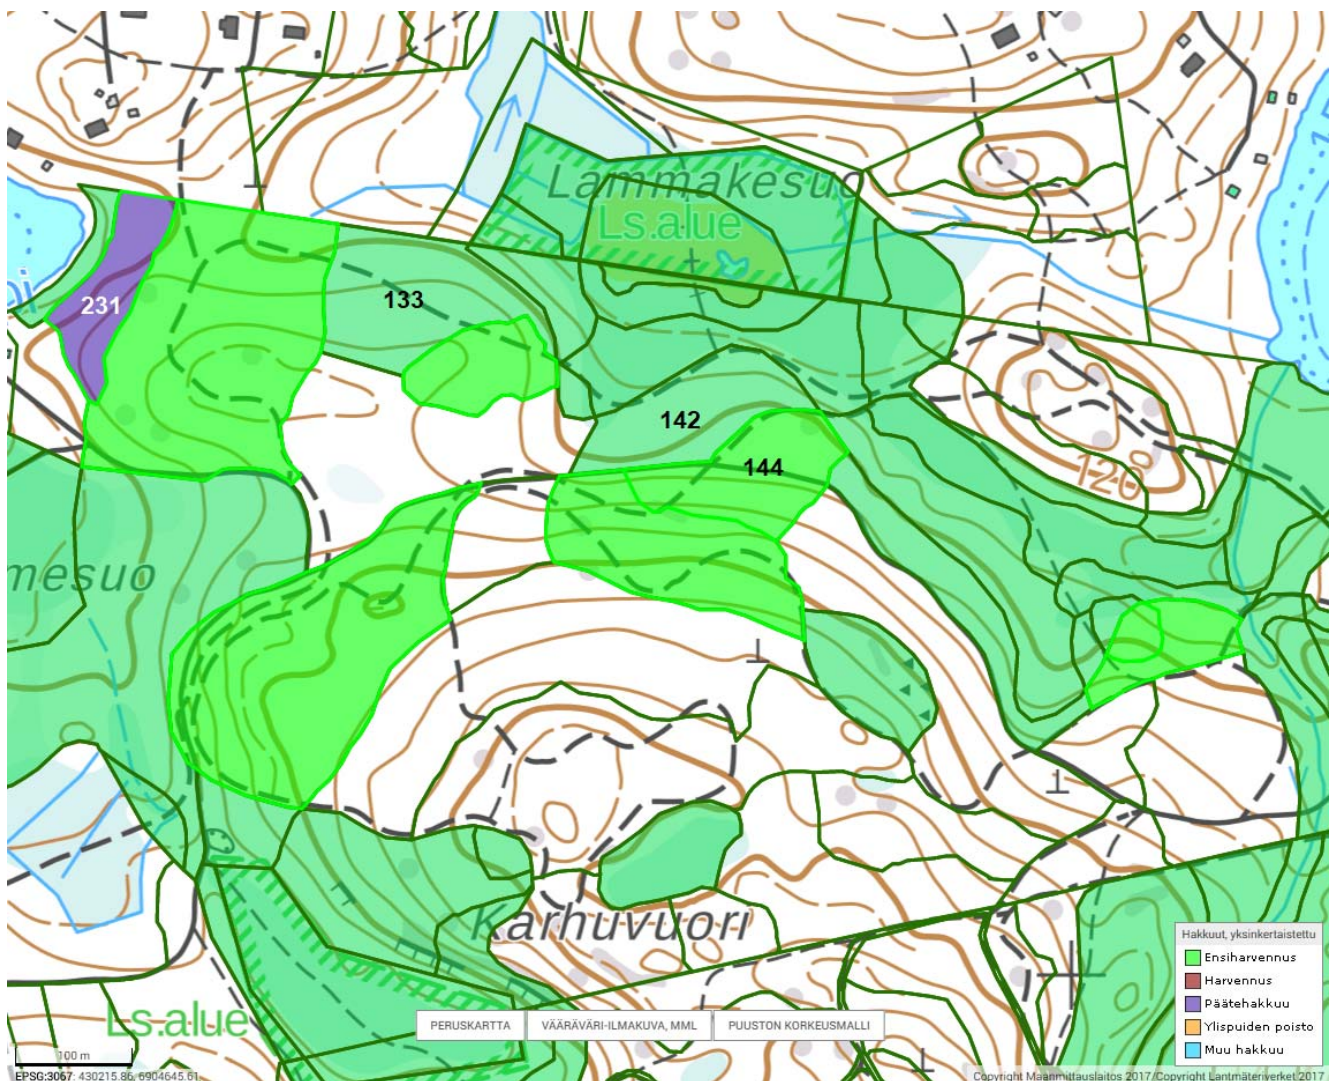 Lammakesuo
Ls.alue
231
133
142
144
120
mesuo
Karhuvuori
Ls.alue
Hakkuut, yksinkertaistettu
Ensiharvennus
Harvennus
Päätehakkuu
Ylispuiden poisto
Muu hakkuu
PERUSKARTTA
VÄÄRÄVÄRI-ILMAKUVA, MML
PUUSTON KORKEUSMALLI
100 m
EPSG:3067: 430215.86, 6904645.61
Copyright Maanmittauslaitos 2017/Copyright Lantmäteriverket 2017